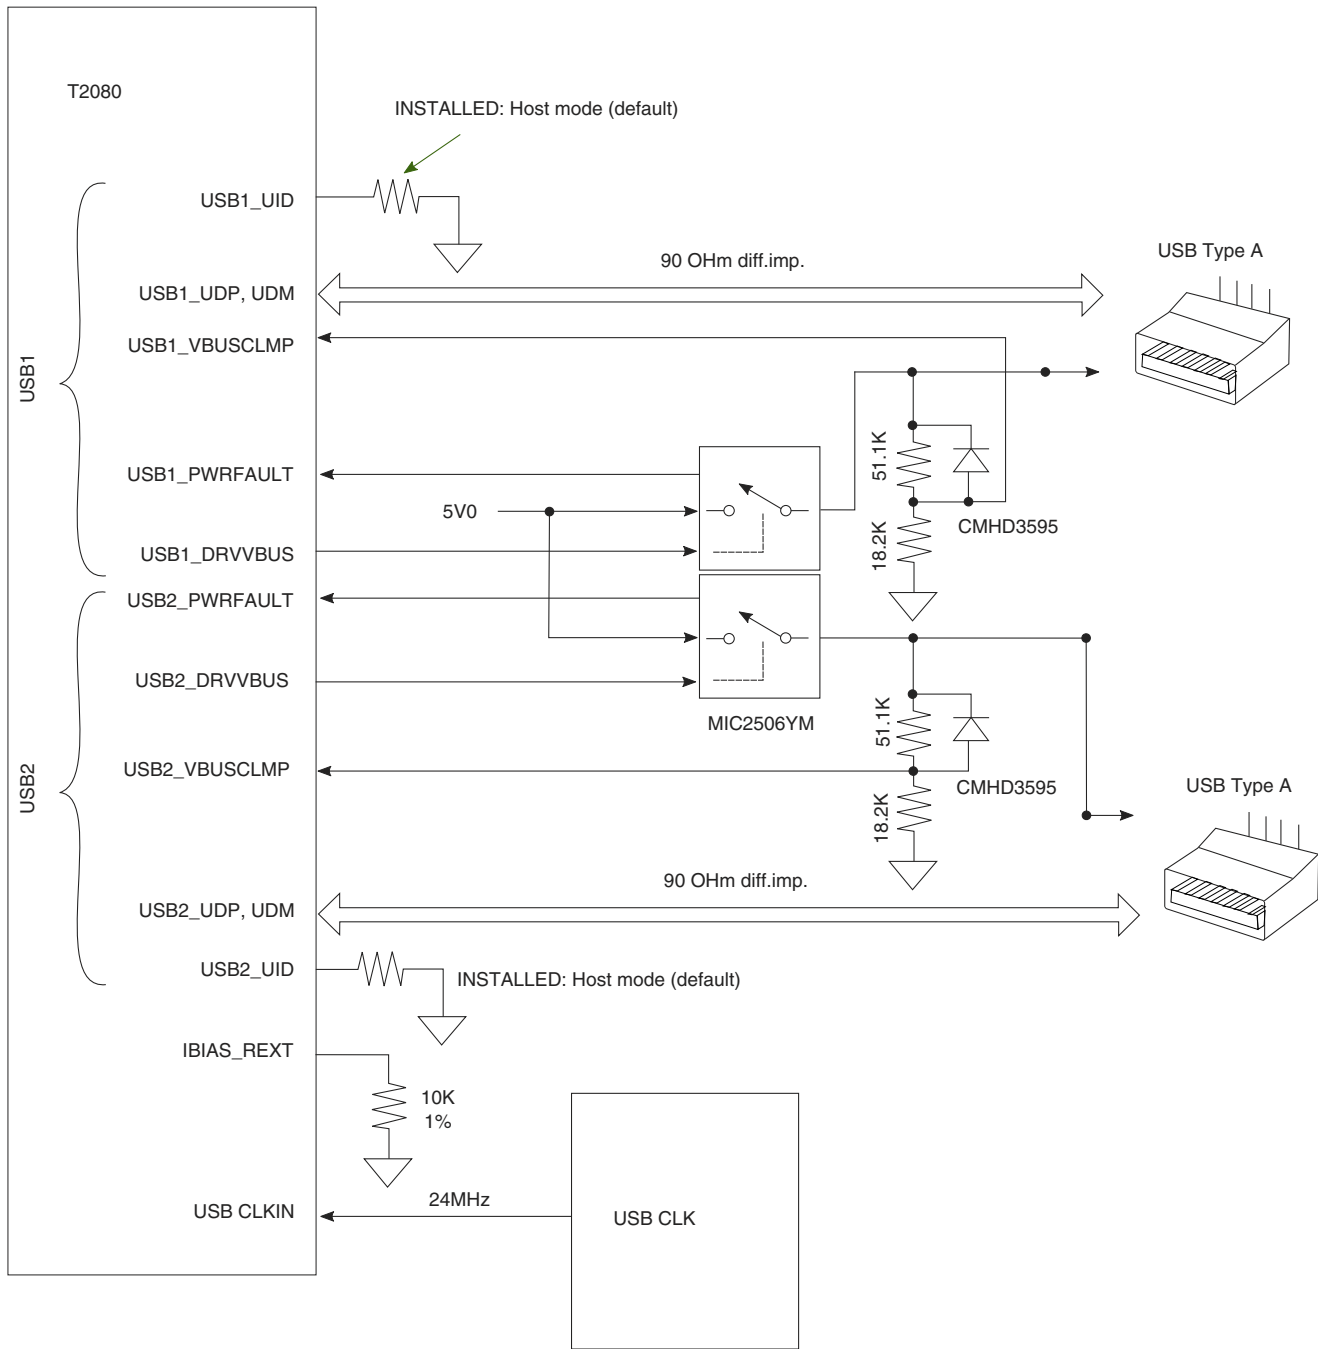 T2080
INSTALLED: Host mode (default)
USB1_UID
USB Type A
90 OHm diff.imp.
USB1_UDP, UDM
USB1_VBUSCLMP
USB1
51.1K
USB1_PWRFAULT
5V0
CMHD3595
18.2K
USB1_DRVVBUS
USB2_PWRFAULT
USB2_DRVVBUS
MIC2506YM
51.1K
USB2_VBUSCLMP
USB2
CMHD3595
USB Type A
18.2K
90 OHm diff.imp.
USB2_UDP, UDM
USB2_UID
INSTALLED: Host mode (default)
IBIAS_REXT
10K
1%
24MHz
USB CLKIN
USB CLK